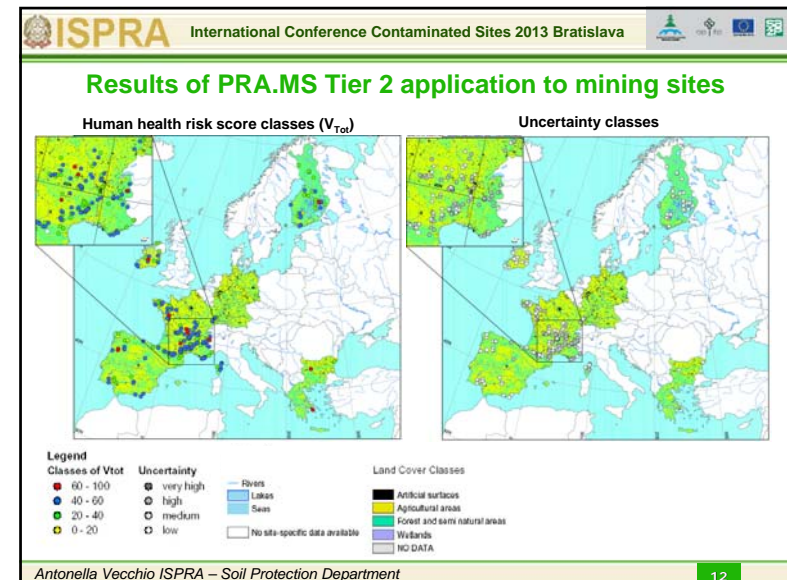 ISPRA International Conference Contaminated Sites 2013 Bratislava
Results of PRA.MS Tier 2 application to mining sites
Human health risk score classes (VTot)
Uncertainty classes
Legend
Classes of Vtot
60 - 100
40 - 60
20 - 40
0 - 20
Uncertainty
very high
high
medium
low
Rivers
Lakes
Seas
No site-specific data available
Land Cover Classes
Artificial surfaces
Agricultural areas
Forest and semi natural areas
Wetlands
NO DATA
Antonella Vecchio ISPRA – Soil Protection Department
12